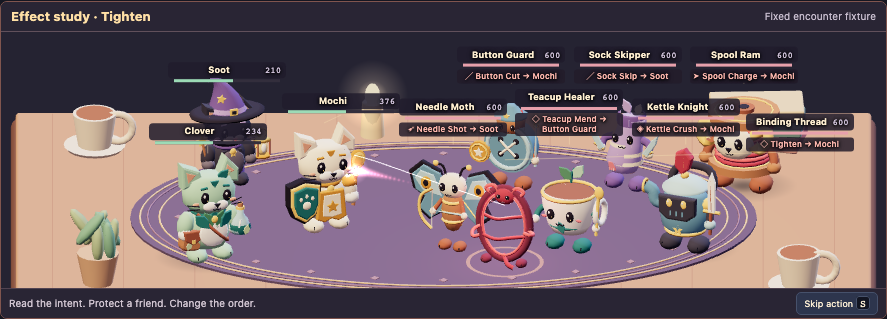 Effect study · Tighten
Fixed encounter fixture
Button Guard 600
Button Cut → Mochi
Sock Skipper 600
Sock Skip → Soot
Spool Ram 600
Spool Charge → Mochi
Soot 210
Mochi 376
Needle Moth 600
Needle Shot → Soot
Teacup Healer 600
Teacup Mend →
Button Guard
Kettle Knight 600
Kettle Crush → Mochi
Binding Thread 600
Tighten → Mochi
Clover 234
Read the intent. Protect a friend. Change the order.
Skip action S